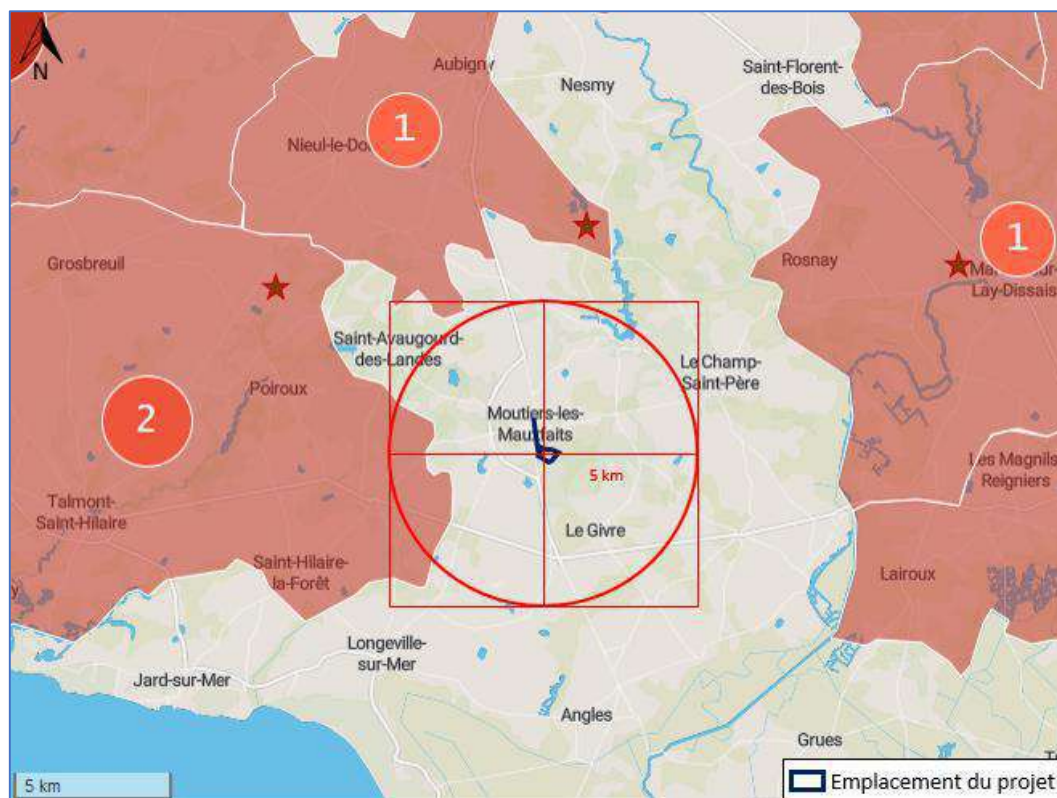 N
Aubigny
Nesmy
Saint-Florent-
des-Bois
1
Nieul-le-Do
Grosbreuil
1
Rosnay
Lay-Dissais
Saint-Avaugourd-
des-Landes
Le Champ-
Saint-Père
Poiroux
2
Moutiers-les-
Mauxfaits
5 km
Les Magnils
Reigniers
Talmont-
Saint-Hilaire
Le Givre
Saint-Hilaire-
la-Forêt
Lairoux
Longeville-
sur-Mer
Jard-sur-Mer
Angles
Grues
5 km
Emplacement du projet